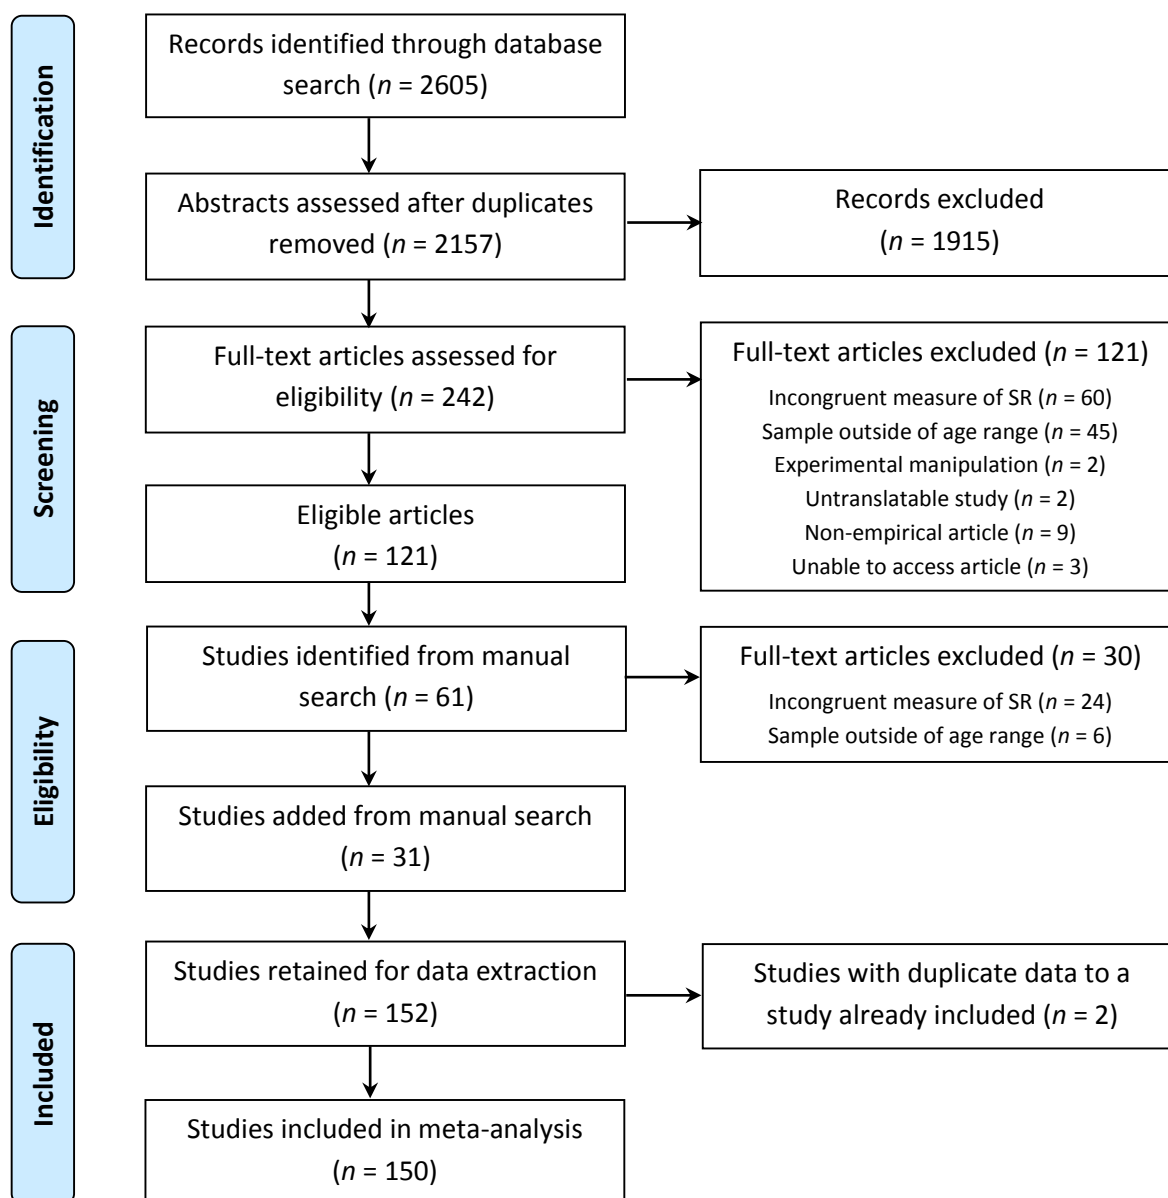 Identification
Records identified through database
search (n = 2605)
Abstracts assessed after duplicates
removed (n = 2157)
Records excluded
(n = 1915)
Screening
Full-text articles assessed for
eligibility (n = 242)
Full-text articles excluded (n = 121)
Incongruent measure of SR (n = 60)
Sample outside of age range (n = 45)
Experimental manipulation (n = 2)
Untranslatable study (n = 2)
Non-empirical article (n = 9)
Unable to access article (n = 3)
Eligible articles
(n = 121)
Eligibility
Studies identified from manual
search (n = 61)
Full-text articles excluded (n = 30)
Incongruent measure of SR (n = 24)
Sample outside of age range (n = 6)
Studies added from manual search
(n = 31)
Included
Studies retained for data extraction
(n = 152)
Studies with duplicate data to a
study already included (n = 2)
Studies included in meta-analysis
(n = 150)